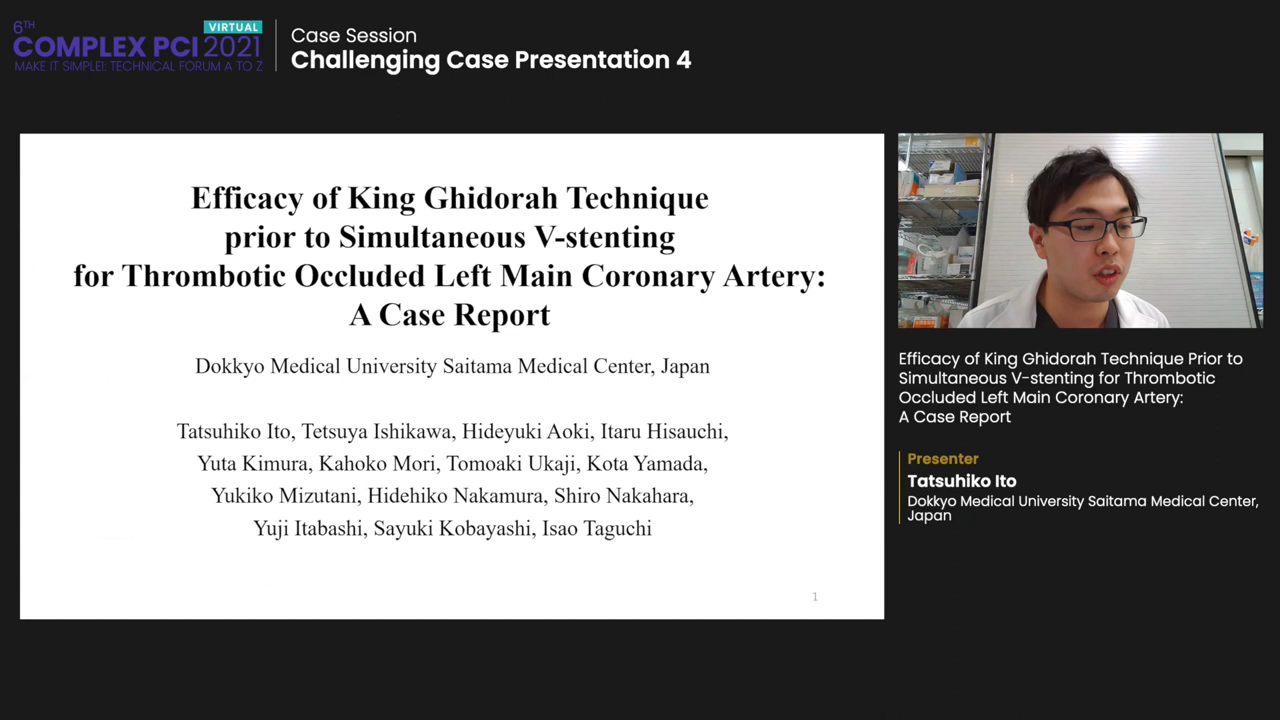 6TH
VIRTUAL
COMPLEX PCI 2021
MAKE IT SIMPLE!: TECHNICAL FORUM A TO Z
Case Session
Challenging Case Presentation 4
Efficacy of King Ghidorah Technique
prior to Simultaneous V-stenting
for Thrombotic Occluded Left Main Coronary Artery:
A Case Report
Dokkyo Medical University Saitama Medical Center, Japan
Tatsuhiko Ito, Tetsuya Ishikawa, Hideyuki Aoki, Itaru Hisauchi,
Yuta Kimura, Kahoko Mori, Tomoaki Ukaji, Kota Yamada,
Yukiko Mizutani, Hidehiko Nakamura, Shiro Nakahara,
Yuji Itabashi, Sayuki Kobayashi, Isao Taguchi
1
Efficacy of King Ghidorah Technique Prior to
Simultaneous V-stenting for Thrombotic
Occluded Left Main Coronary Artery:
A Case Report
Presenter
Tatsuhiko Ito
Dokkyo Medical University Saitama Medical Center,
Japan